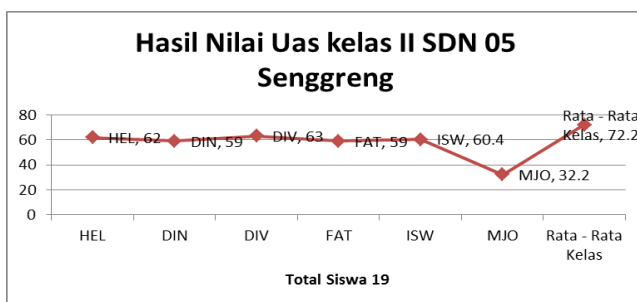 Hasil Nilai Uas kelas II SDN 05
Senggreng
80
60
40
20
0
HEL, 62
DIN, 59
DIV, 63
FAT, 59
ISW, 60.4
MJO, 32.2
Rata - Rata
Kelas, 72.2
HEL
DIN
DIV
FAT
ISW
MJO
Rata - Rata
Kelas
Total Siswa 19